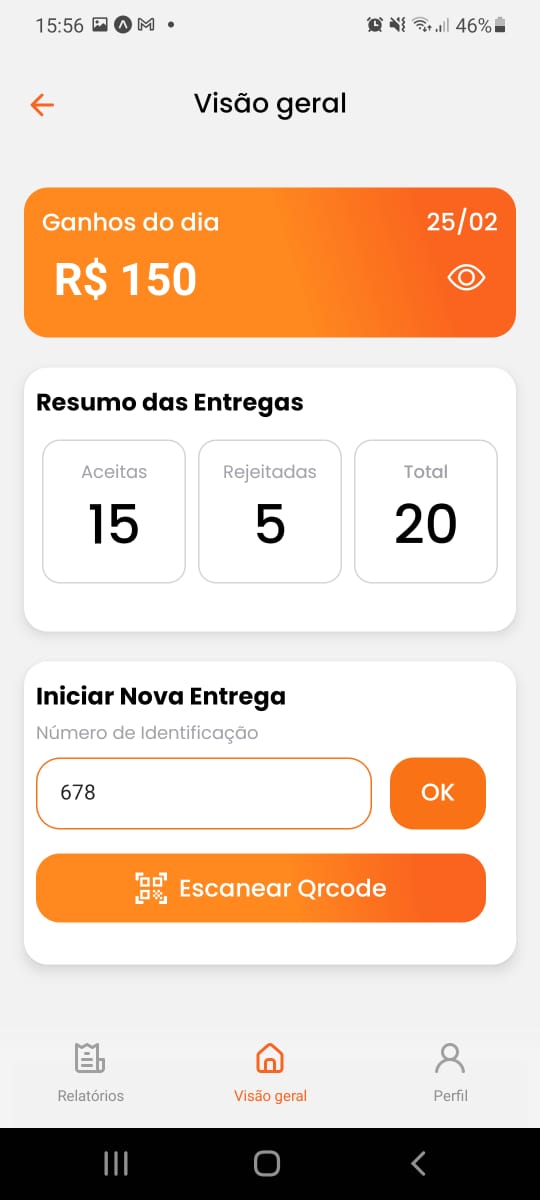 15:56 46%
Visão geral
Ganhos do dia 25/02
R$ 150
Resumo das Entregas
Aceitas Rejeitadas Total
15 5 20
Iniciar Nova Entrega
Número de Identificação
678 OK
Escanear Qrcode
Relatórios Visão geral Perfil